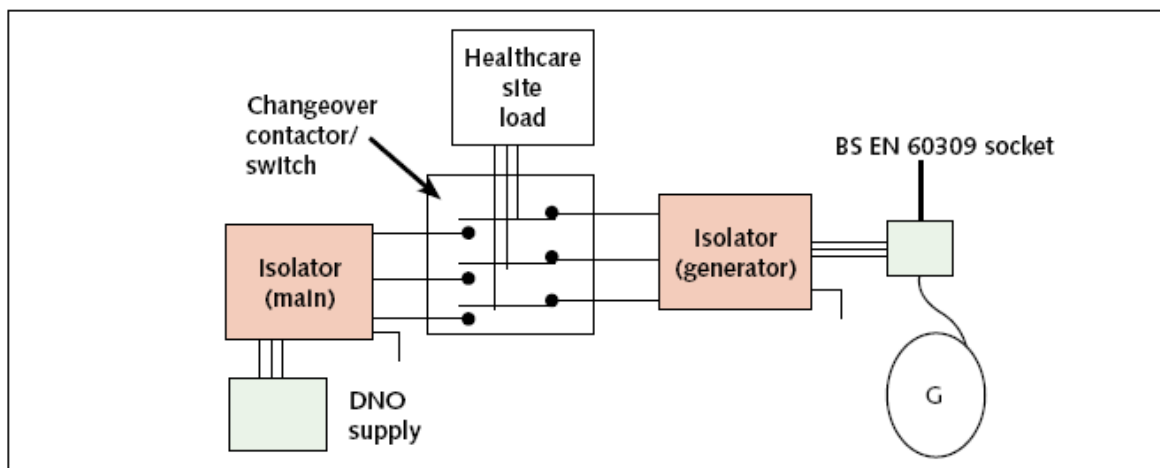 Healthcare
site
load
Changeover
contactor/
switch
BS EN 60309 socket
Isolator
(main)
Isolator
(generator)
DNO
supply
G